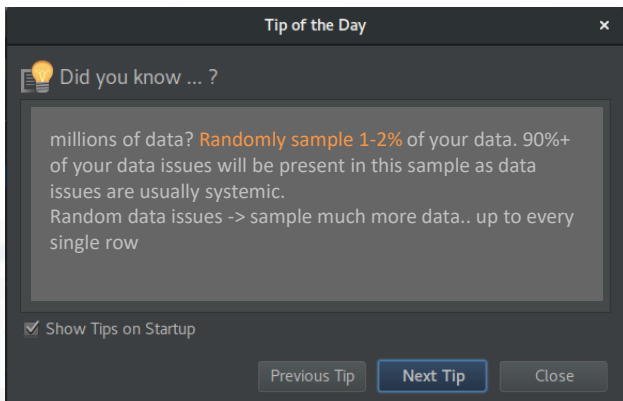 Tip of the Day
×
Did you know ... ?
millions of data? Randomly sample 1-2% of your data. 90%+
of your data issues will be present in this sample as data
issues are usually systemic.
Random data issues -> sample much more data.. up to every
single row
Show Tips on Startup
Previous Tip Next Tip Close